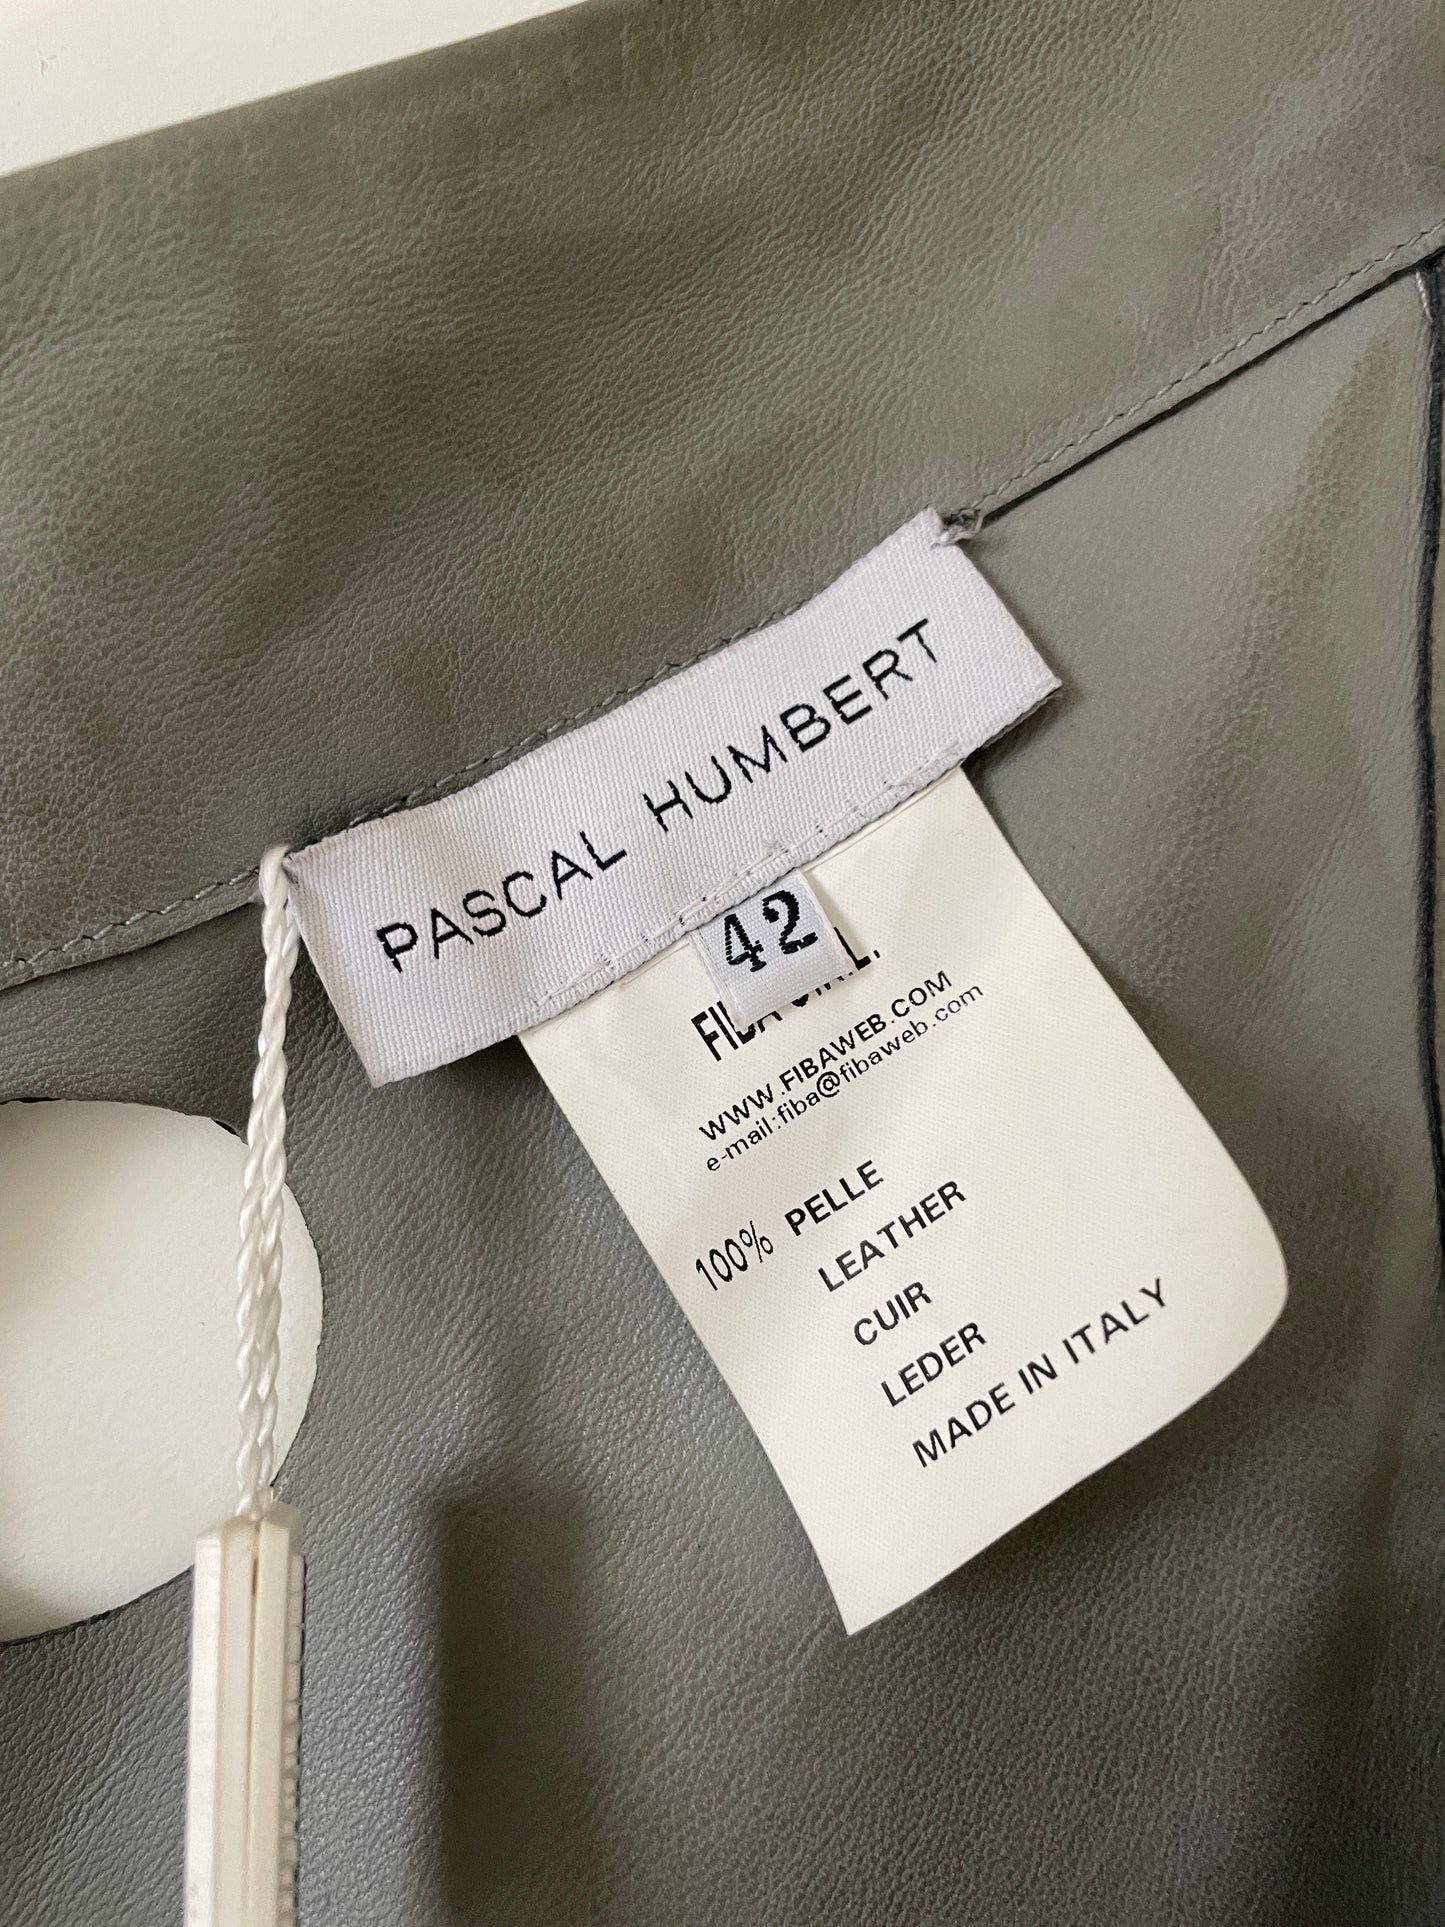 PASCAL HUMBERT
42
WWW.FIBAWEB.COM
e-mail:fiba@fibaweb.com
100% PELLE
LEATHER
CUIR
LEDER
MADE IN ITALY